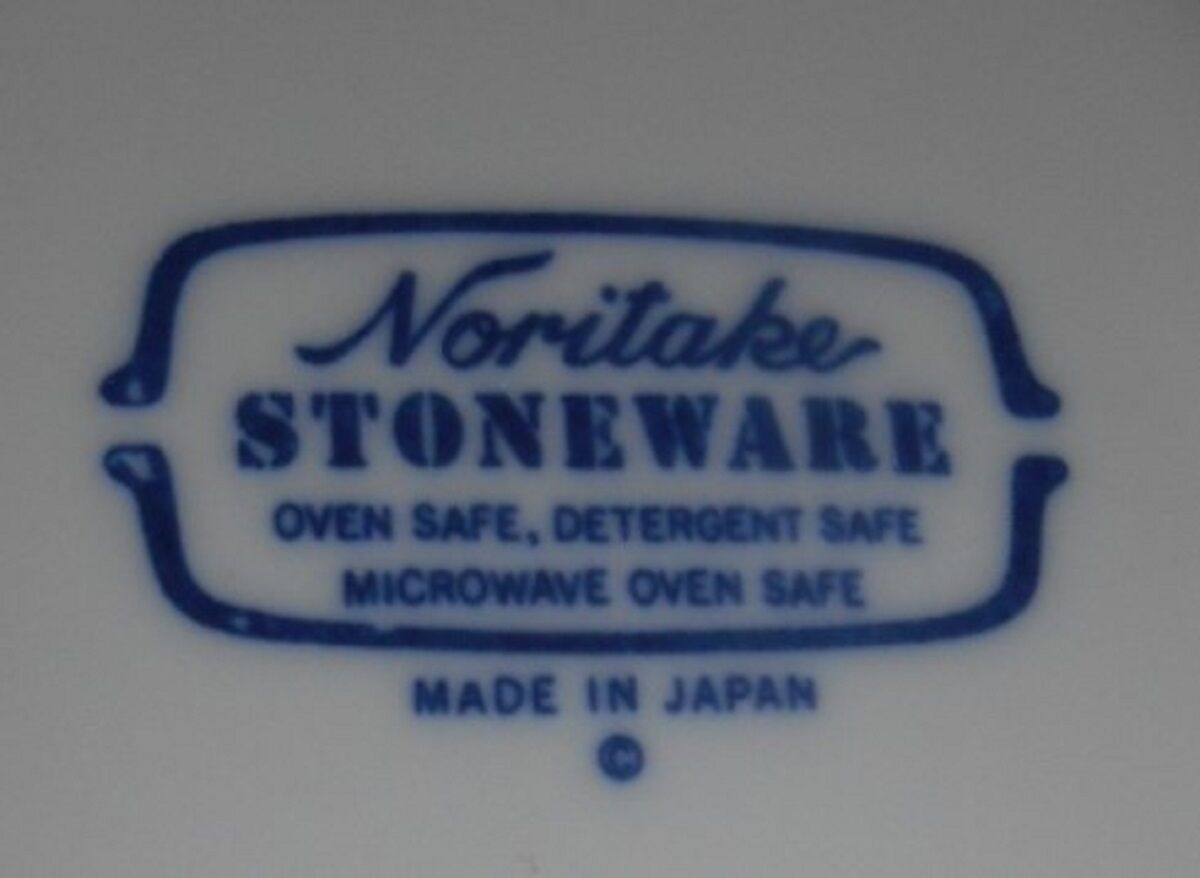 Noritake
STONEWARE
OVEN SAFE, DETERGENT SAFE
MICROWAVE OVEN SAFE
MADE IN JAPAN
©